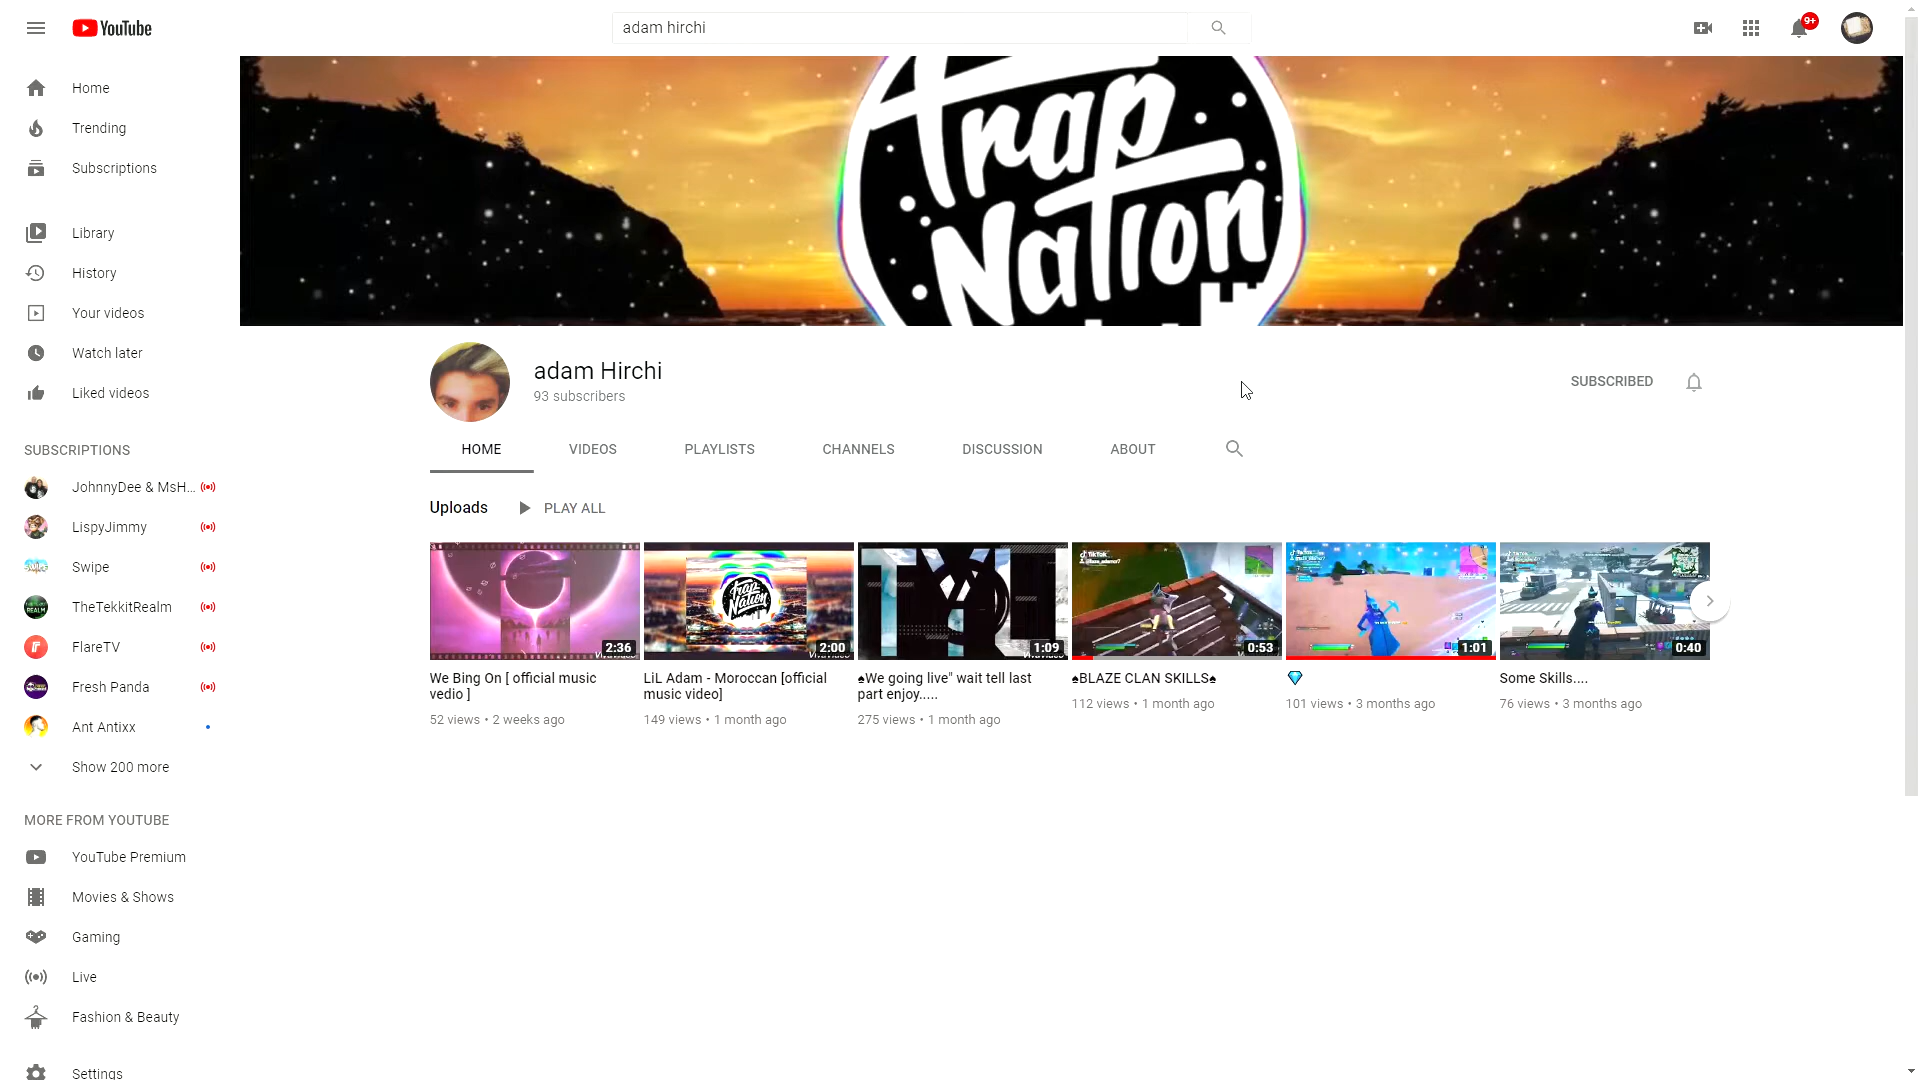 YouTube
adam hirchi
9+
Home
Trending
Subscriptions
Library
History
Your videos
Watch later
Liked videos
SUBSCRIPTIONS
JohnnyDee & MsH...
LispyJimmy
Swipe
TheTekkitRealm
FlareTV
Fresh Panda
Ant Antixx
Show 200 more
MORE FROM YOUTUBE
YouTube Premium
Movies & Shows
Gaming
Live
Fashion & Beauty
Settings
Trap
Nation
adam Hirchi
93 subscribers
SUBSCRIBED
HOME VIDEOS PLAYLISTS CHANNELS DISCUSSION ABOUT
Uploads PLAY ALL
Trap
Nation
TikTok
2:36 2:00 1:09 0:53 1:01 0:40
We Bing On [ official music
vedio ]
52 views • 2 weeks ago
LiL Adam - Moroccan [official
music video]
149 views • 1 month ago
♠We going live" wait tell last
part enjoy.....
275 views • 1 month ago
♠BLAZE CLAN SKILLS♠
112 views • 1 month ago
💎
101 views • 3 months ago
Some Skills....
76 views • 3 months ago